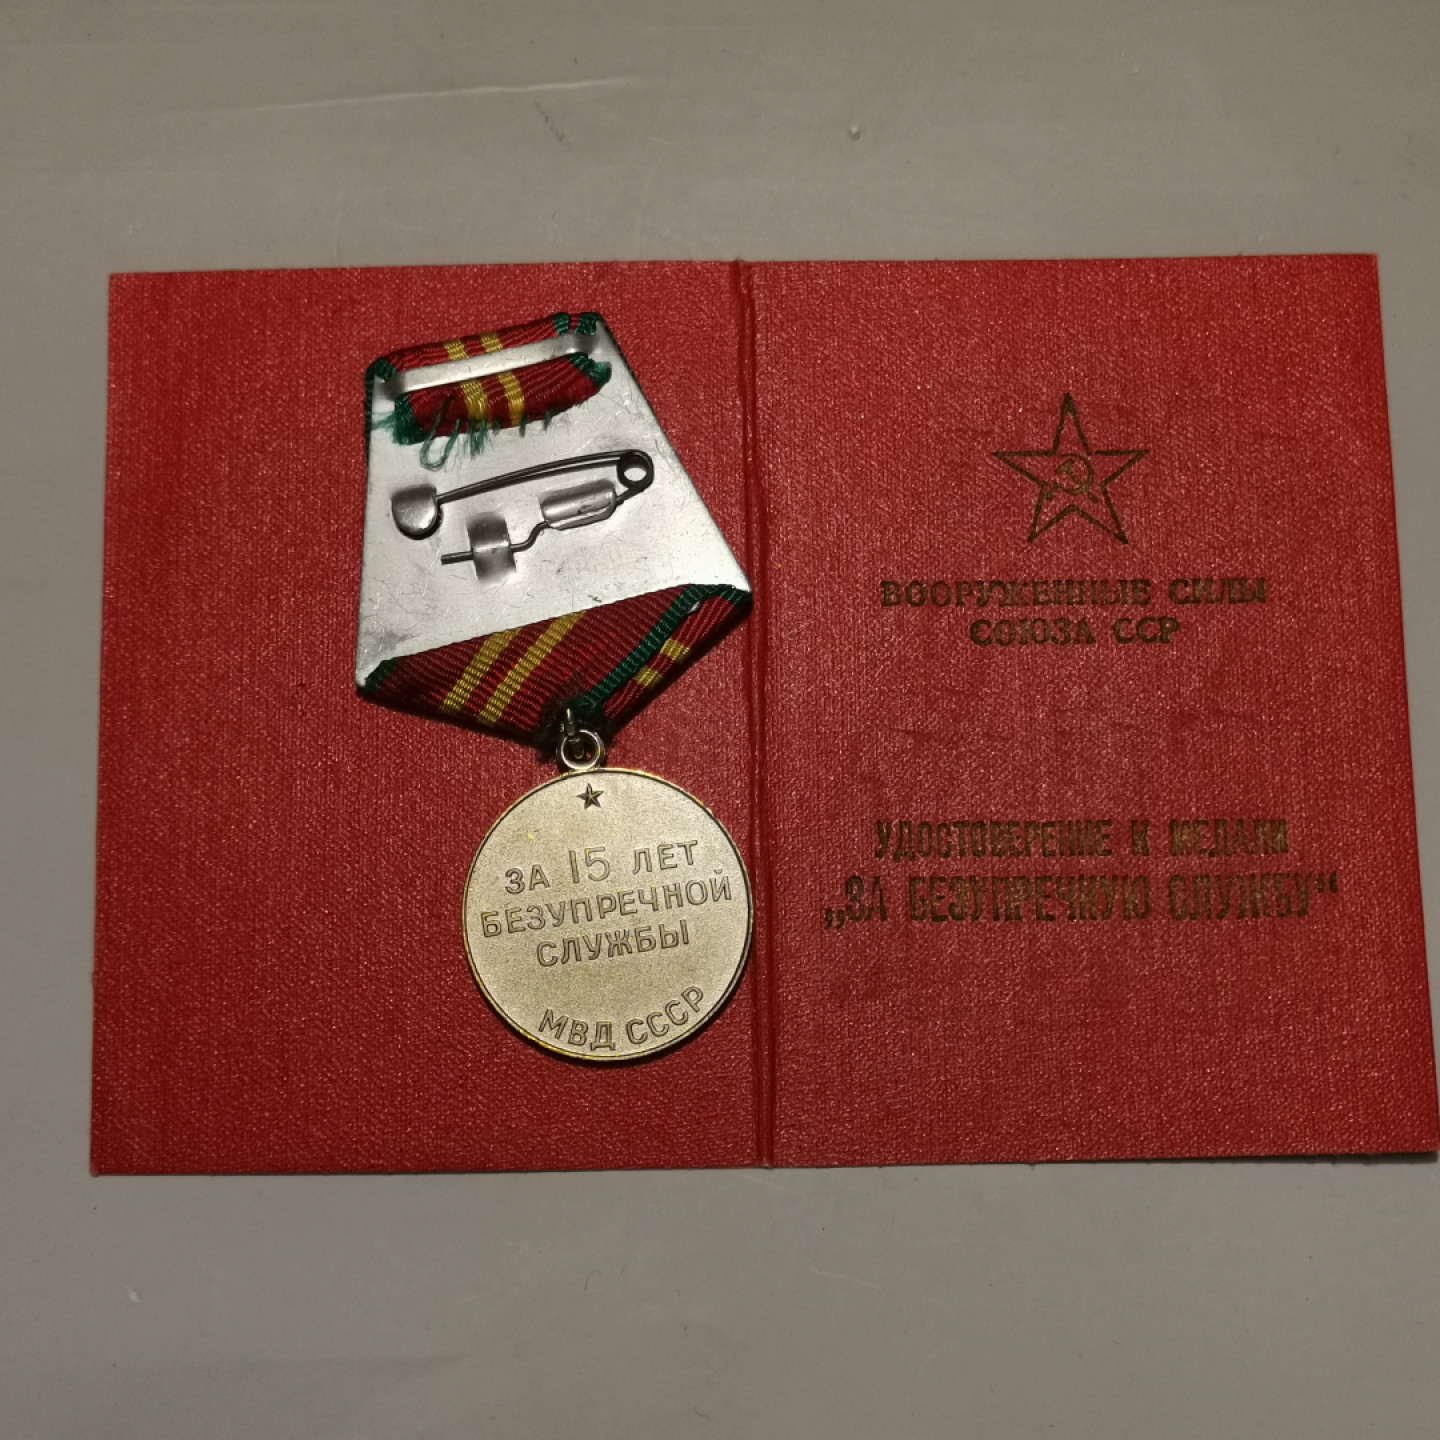 ЗА 15 ЛЕТ
БЕЗУПРЕЧНОЙ
СЛУЖБЫ
МВД СССР
ВООРУЖЕННЫЕ СИЛЫ
СОЮЗА ССР
УДОСТОВЕРЕНИЕ К МЕДАЛИ
„ЗА БЕЗУПРЕЧНУЮ СЛУЖБУ“